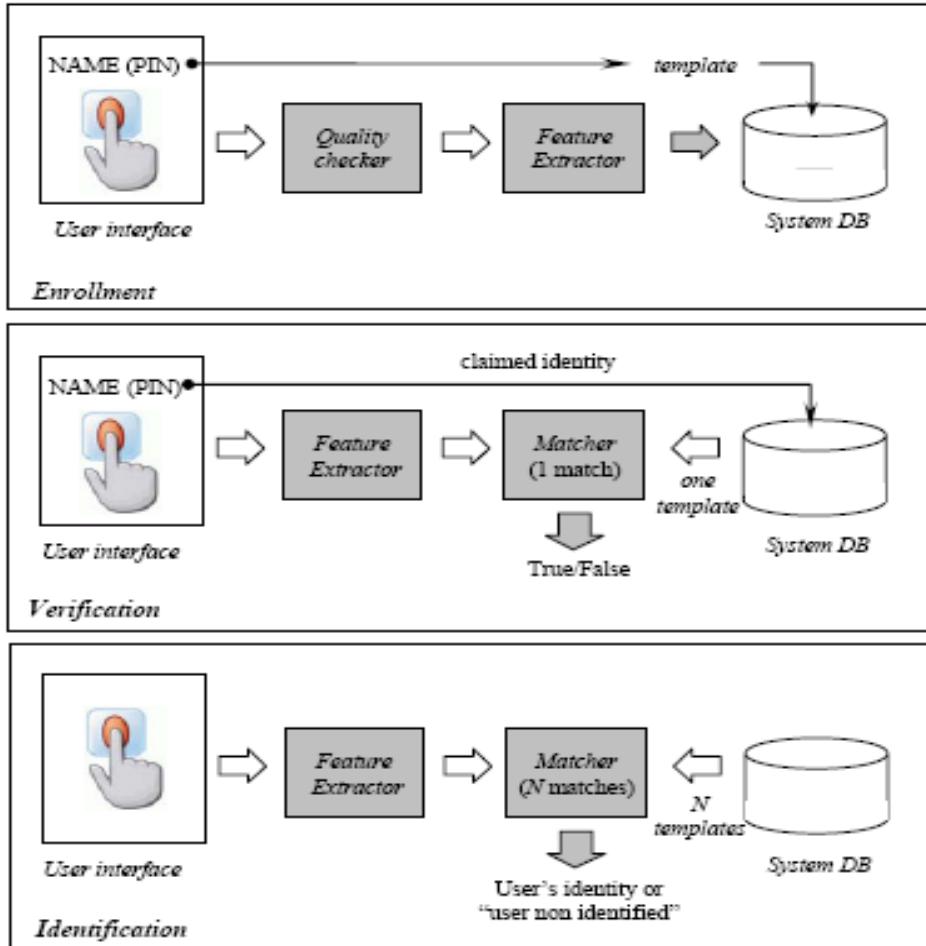 NAME (PIN)
template
Quality
checker
Feature
Extractor
User interface
System DB
Enrollment
claimed identity
NAME (PIN)
Feature
Extractor
Matcher
(1 match)
one
template
User interface
System DB
True/False
Verification
Feature
Extractor
Matcher
(N matches)
N
templates
User interface
System DB
User's identity or
"user non identified"
Identification